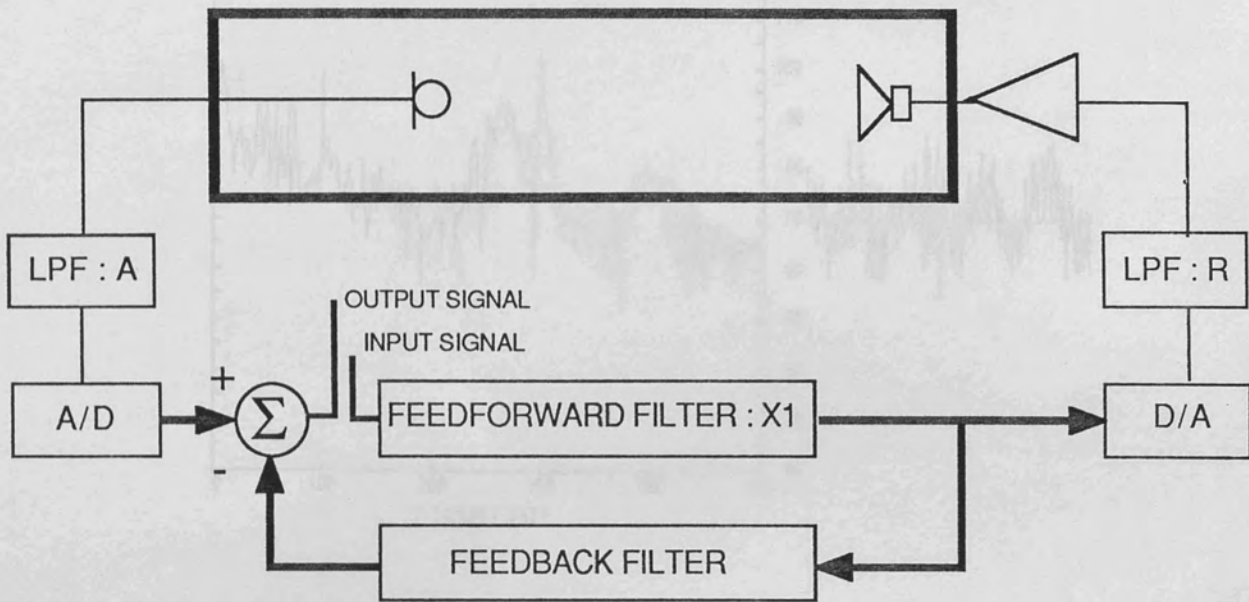 LPF : A
LPF : R
OUTPUT SIGNAL
INPUT SIGNAL
+
A/D
Σ
FEEDFORWARD FILTER : X1
D/A
-
FEEDBACK FILTER